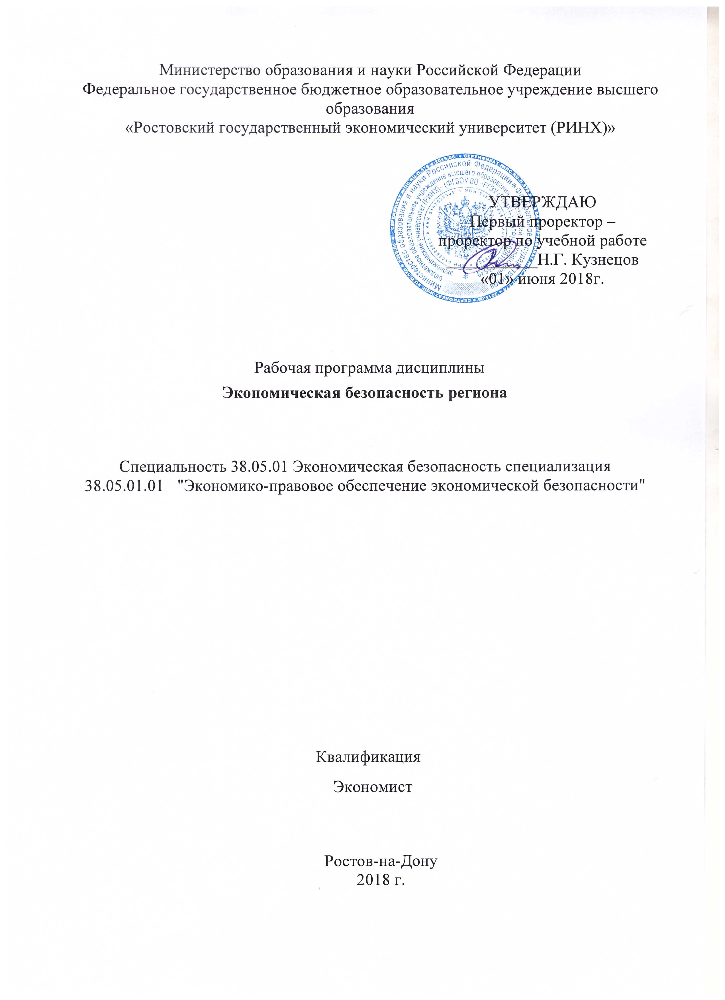 Министерство образования и науки Российской Федерации
Федеральное государственное бюджетное образовательное учреждение высшего
образования
«Ростовский государственный экономический университет (РИНХ)»
УТВЕРЖДАЮ
Первый проректор –
проректор по учебной работе
Н.Г. Кузнецов
«01» июня 2018г.
Рабочая программа дисциплины
Экономическая безопасность региона
Специальность 38.05.01 Экономическая безопасность специализация
38.05.01.01 "Экономико-правовое обеспечение экономической безопасности"
Квалификация
Экономист
Ростов-на-Дону
2018 г.